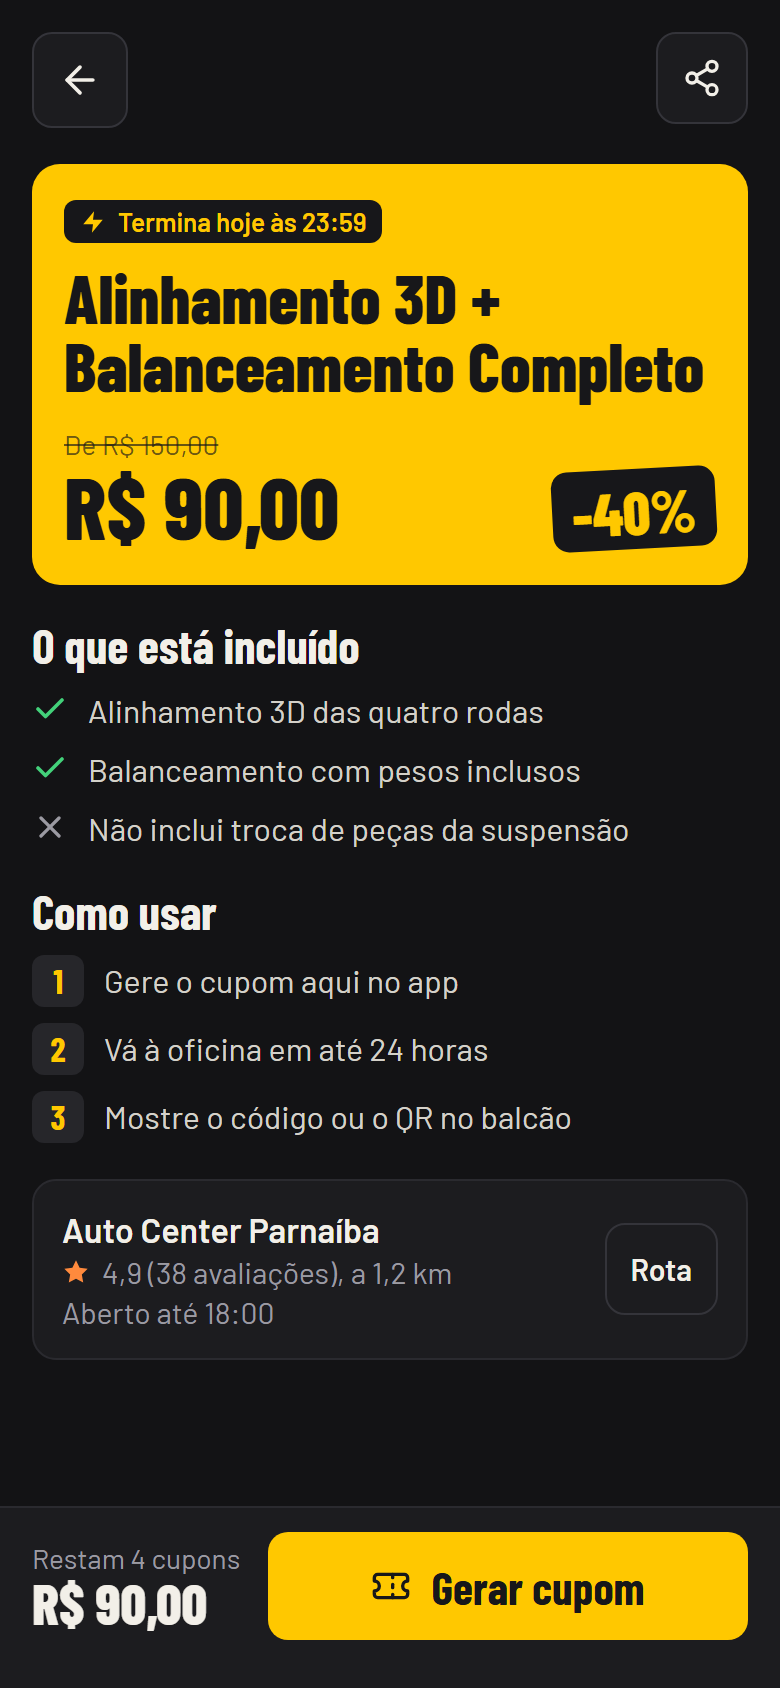 Termina hoje às 23:59
Alinhamento 3D +
Balanceamento Completo
De R$ 150,00
R$ 90,00
-40%
O que está incluído
Alinhamento 3D das quatro rodas
Balanceamento com pesos inclusos
Não inclui troca de peças da suspensão
Como usar
1 Gere o cupom aqui no app
2 Vá à oficina em até 24 horas
3 Mostre o código ou o QR no balcão
Auto Center Parnaíba
4,9 (38 avaliações), a 1,2 km
Aberto até 18:00
Rota
Restam 4 cupons
R$ 90,00
Gerar cupom